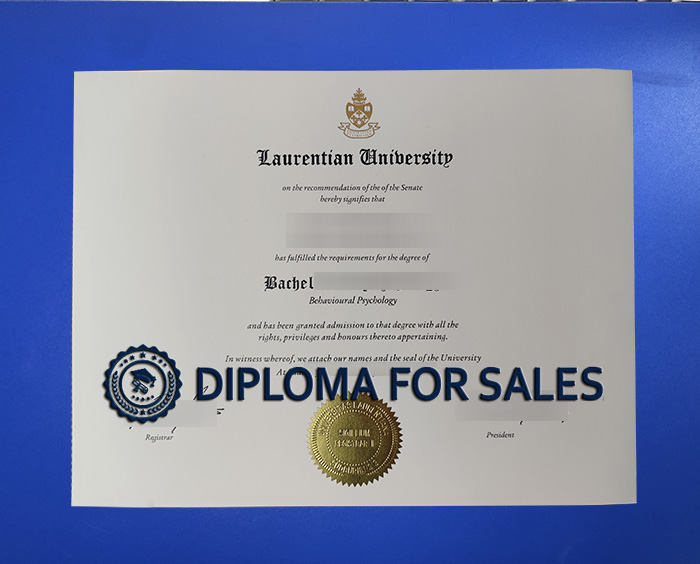 Laurentian University
on the recommendation of the of the Senate
hereby signifies that
has fulfilled the requirements for the degree of
Bachel
Behavioural Psychology
and has been granted admission to that degree with all the
rights, privileges and honours thereto appertaining.
In witness whereof, we attach our names and the seal of the University
DIPLOMA FOR SALES
Registrar
President